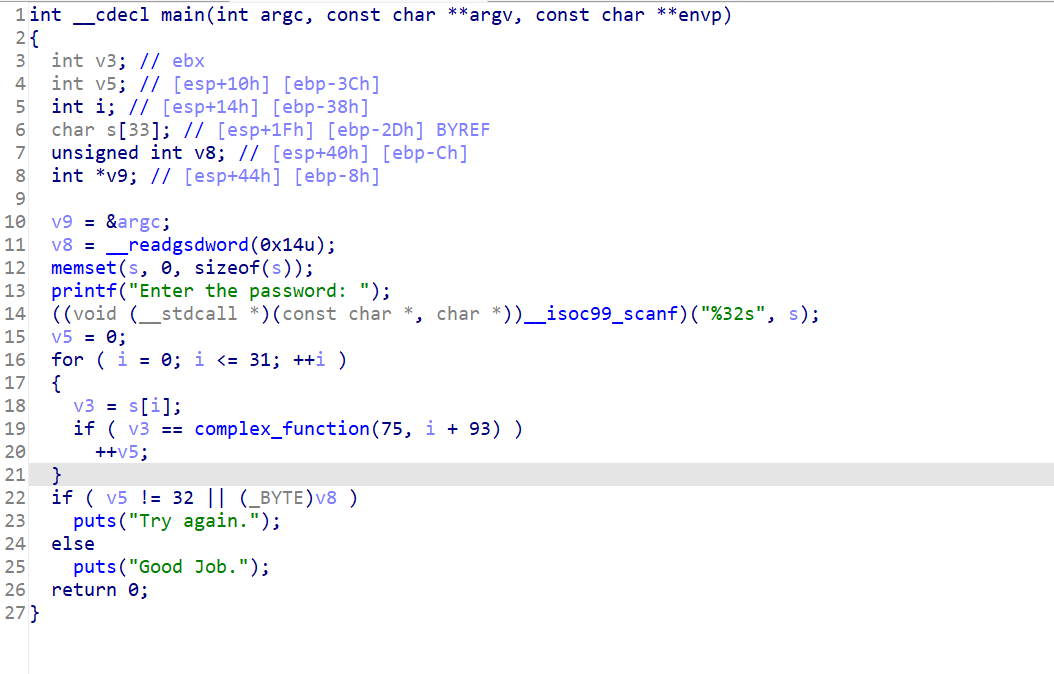 1 int __cdecl main(int argc, const char **argv, const char **envp)
2 {
3   int v3; // ebx
4   int v5; // [esp+10h] [ebp-3Ch]
5   int i; // [esp+14h] [ebp-38h]
6   char s[33]; // [esp+1Fh] [ebp-2Dh] BYREF
7   unsigned int v8; // [esp+40h] [ebp-Ch]
8   int *v9; // [esp+44h] [ebp-8h]
9
10   v9 = &argc;
11   v8 = __readgsdword(0x14u);
12   memset(s, 0, sizeof(s));
13   printf("Enter the password: ");
14   ((void (__stdcall *)(const char *, char *))__isoc99_scanf)("%32s", s);
15   v5 = 0;
16   for ( i = 0; i <= 31; ++i )
17   {
18     v3 = s[i];
19     if ( v3 == complex_function(75, i + 93) )
20       ++v5;
21   }
22   if ( v5 != 32 || (_BYTE)v8 )
23     puts("Try again.");
24   else
25     puts("Good Job.");
26   return 0;
27 }